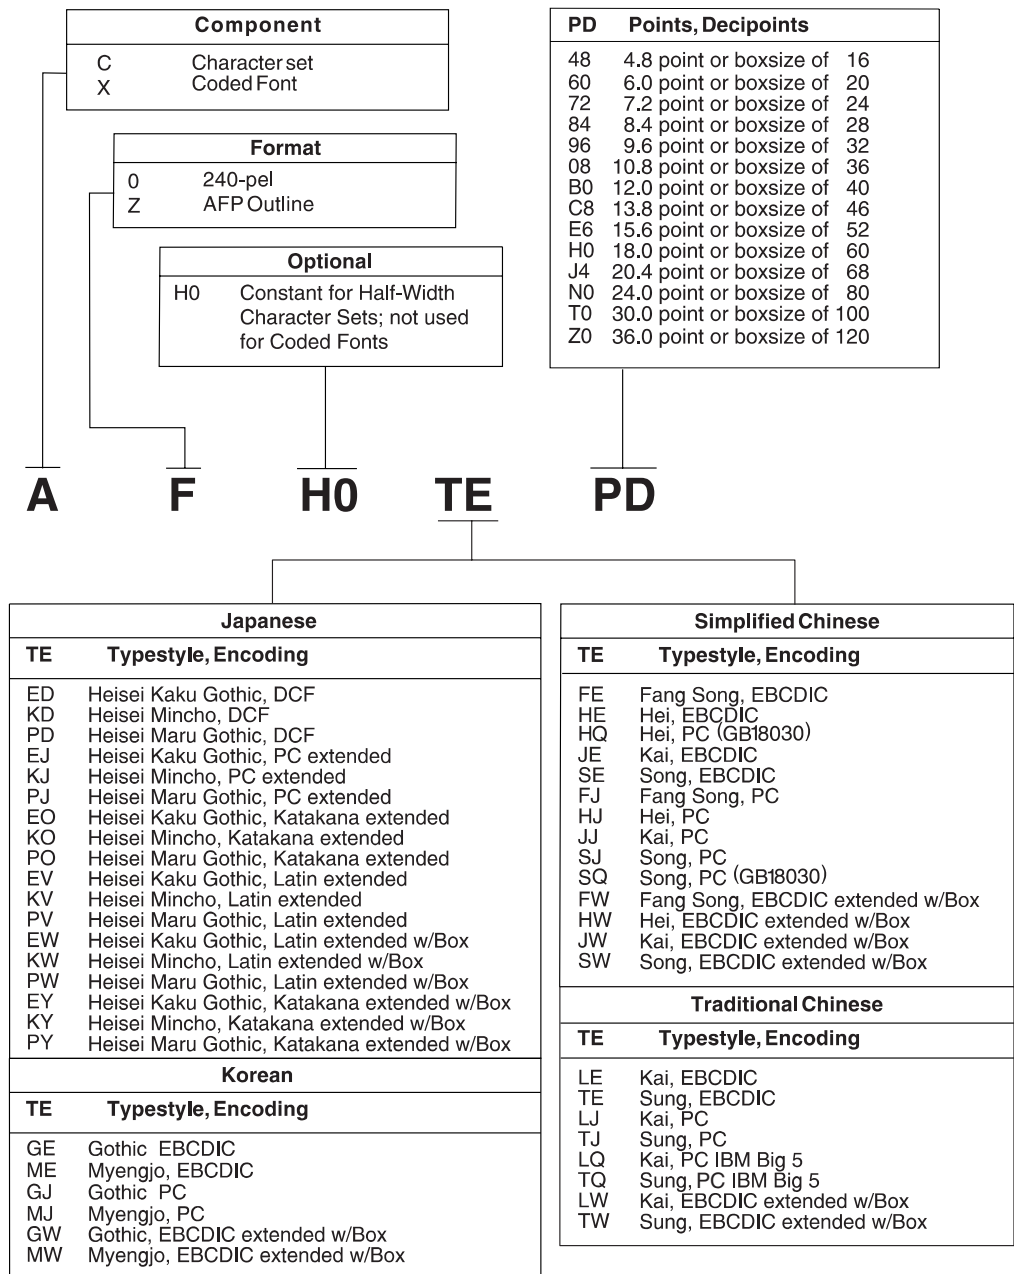 Component
C Character set
X Coded Font
Format
0 240-pel
Z AFP Outline
Optional
H0 Constant for Half-Width
Character Sets; not used
for Coded Fonts
PD Points, Decipoints
48 4.8 point or boxsize of 16
60 6.0 point or boxsize of 20
72 7.2 point or boxsize of 24
84 8.4 point or boxsize of 28
96 9.6 point or boxsize of 32
08 10.8 point or boxsize of 36
B0 12.0 point or boxsize of 40
C8 13.8 point or boxsize of 46
E6 15.6 point or boxsize of 52
H0 18.0 point or boxsize of 60
J4 20.4 point or boxsize of 68
N0 24.0 point or boxsize of 80
T0 30.0 point or boxsize of 100
Z0 36.0 point or boxsize of 120
A F H0 TE PD
Japanese
TE Typestyle, Encoding
ED Heisei Kaku Gothic, DCF
KD Heisei Mincho, DCF
PD Heisei Maru Gothic, DCF
EJ Heisei Kaku Gothic, PC extended
KJ Heisei Mincho, PC extended
PJ Heisei Maru Gothic, PC extended
EO Heisei Kaku Gothic, Katakana extended
KO Heisei Mincho, Katakana extended
PO Heisei Maru Gothic, Katakana extended
EV Heisei Kaku Gothic, Latin extended
KV Heisei Mincho, Latin extended
PV Heisei Maru Gothic, Latin extended
EW Heisei Kaku Gothic, Latin extended w/Box
KW Heisei Mincho, Latin extended w/Box
PW Heisei Maru Gothic, Latin extended w/Box
EY Heisei Kaku Gothic, Katakana extended w/Box
KY Heisei Mincho, Katakana extended w/Box
PY Heisei Maru Gothic, Katakana extended w/Box
Korean
TE Typestyle, Encoding
GE Gothic EBCDIC
ME Myengjo, EBCDIC
GJ Gothic PC
MJ Myengjo, PC
GW Gothic, EBCDIC extended w/Box
MW Myengjo, EBCDIC extended w/Box
Simplified Chinese
TE Typestyle, Encoding
FE Fang Song, EBCDIC
HE Hei, EBCDIC
HQ Hei, PC (GB18030)
JE Kai, EBCDIC
SE Song, EBCDIC
FJ Fang Song, PC
HJ Hei, PC
JJ Kai, PC
SJ Song, PC
SQ Song, PC (GB18030)
FW Fang Song, EBCDIC extended w/Box
HW Hei, EBCDIC extended w/Box
JW Kai, EBCDIC extended w/Box
SW Song, EBCDIC extended w/Box
Traditional Chinese
TE Typestyle, Encoding
LE Kai, EBCDIC
TE Sung, EBCDIC
LJ Kai, PC
TJ Sung, PC
LQ Kai, PC IBM Big 5
TQ Sung, PC IBM Big 5
LW Kai, EBCDIC extended w/Box
TW Sung, EBCDIC extended w/Box